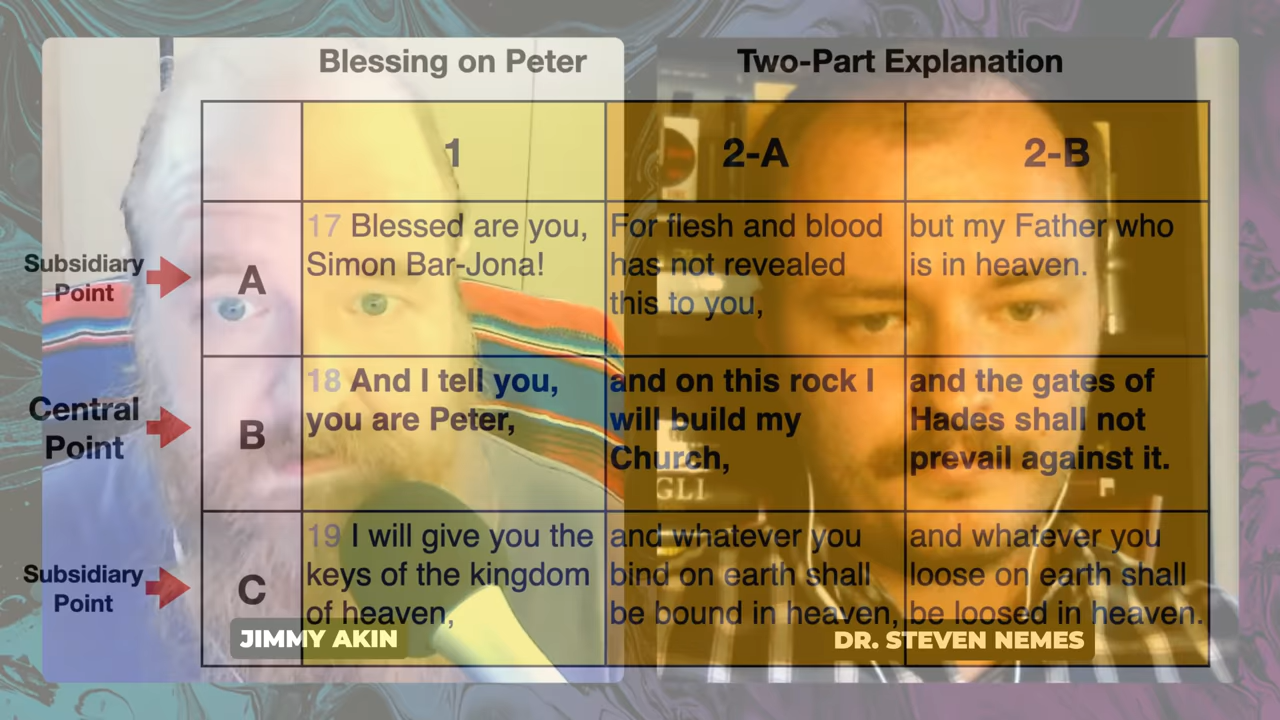 Blessing on Peter
Two-Part Explanation
1
2-A
2-B
Subsidiary
Point
A
17 Blessed are you,
Simon Bar-Jona!
For flesh and blood
has not revealed
this to you,
but my Father who
is in heaven.
Central
Point
B
18 And I tell you,
you are Peter,
and on this rock I
will build my
Church,
and the gates of
Hades shall not
prevail against it.
GLI
Subsidiary
Point
C
19 I will give you the
keys of the kingdom
of heaven,
and whatever you
bind on earth shall
be bound in heaven,
and whatever you
loose on earth shall
be loosed in heaven.
JIMMY AKIN
DR. STEVEN NEMES